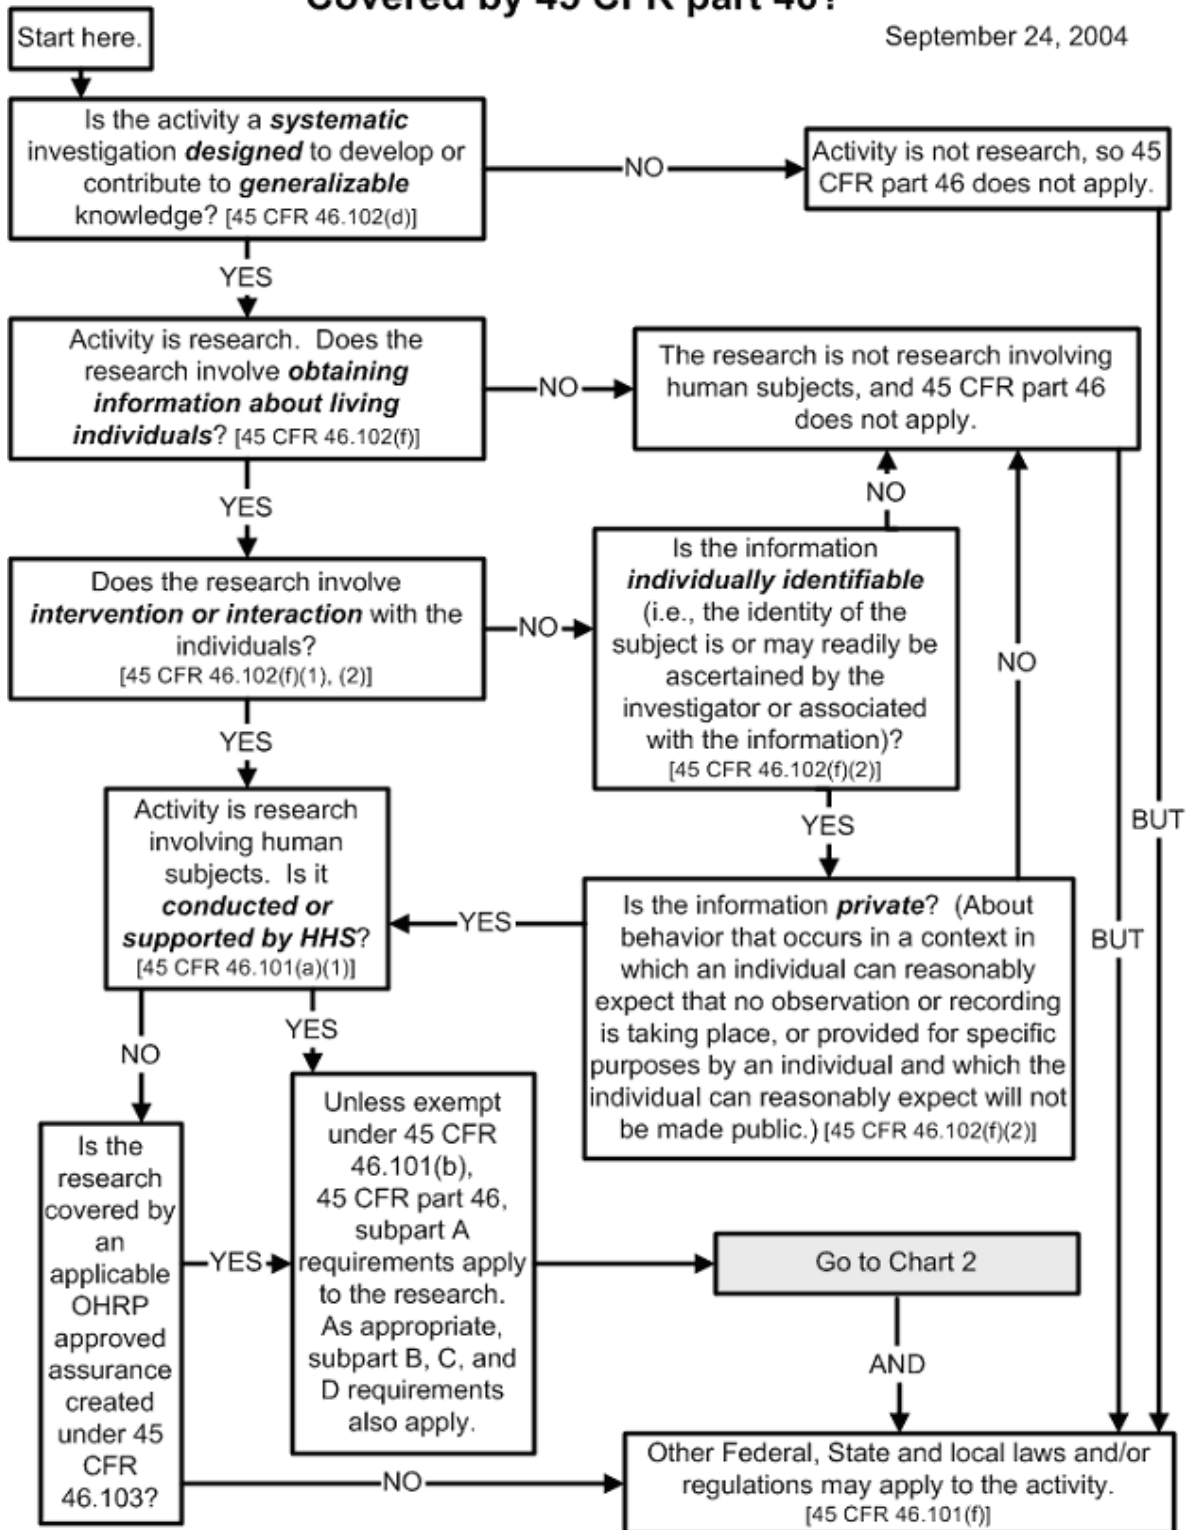 Covered by 45 CFR part 46?
Start here.
September 24, 2004
Is the activity a systematic
investigation designed to develop or
contribute to generalizable
knowledge? [45 CFR 46.102(d)]
NO
Activity is not research, so 45
CFR part 46 does not apply.
YES
Activity is research. Does the
research involve obtaining
information about living
individuals? [45 CFR 46.102(f)]
NO
The research is not research involving
human subjects, and 45 CFR part 46
does not apply.
YES
NO
Does the research involve
intervention or interaction with the
individuals?
[45 CFR 46.102(f)(1), (2)]
NO
Is the information
individually identifiable
(i.e., the identity of the
subject is or may readily be
ascertained by the
investigator or associated
with the information)?
[45 CFR 46.102(f)(2)]
NO
YES
YES
BUT
Activity is research
involving human
subjects. Is it
conducted or
supported by HHS?
[45 CFR 46.101(a)(1)]
YES
Is the information private? (About
behavior that occurs in a context in
which an individual can reasonably
expect that no observation or recording
is taking place, or provided for specific
purposes by an individual and which the
individual can reasonably expect will not
be made public.) [45 CFR 46.102(f)(2)]
BUT
NO
YES
Is the
research
covered by
an
applicable
OHRP
approved
assurance
created
under 45
CFR
46.103?
YES
Unless exempt
under 45 CFR
46.101(b),
45 CFR part 46,
subpart A
requirements apply
to the research.
As appropriate,
subpart B, C, and
D requirements
also apply.
Go to Chart 2
AND
NO
Other Federal, State and local laws and/or
regulations may apply to the activity.
[45 CFR 46.101(f)]